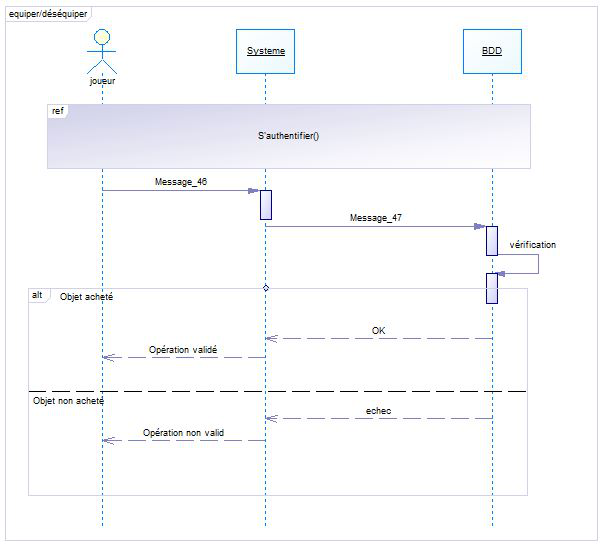 equiper/déséquiper
Systeme
BDD
joueur
ref
S'authentifier()
Message_46
Message_47
vérification
alt
Objet acheté
OK
Opération validé
Objet non acheté
echec
Opération non valid